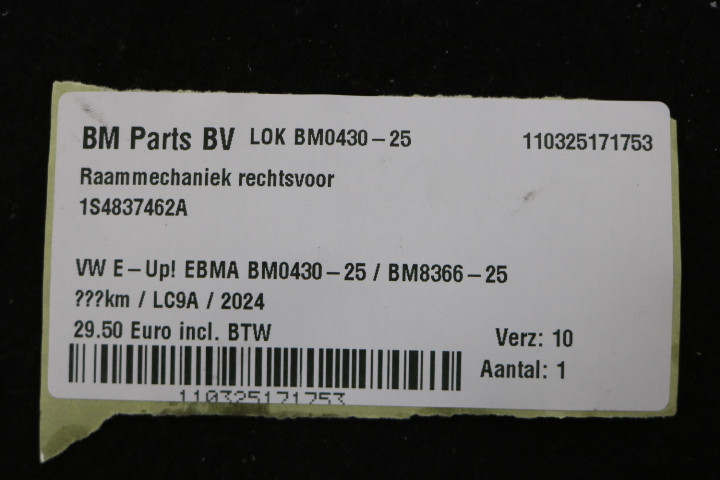 BM Parts BV LOK BM0430-25 110325171753
Raammechaniek rechtsvoor
1S4837462A
VW E-Up! EBMA BM0430-25 / BM8366-25
???km / LC9A / 2024
29.50 Euro incl. BTW Verz: 10
Aantal: 1
110325171753